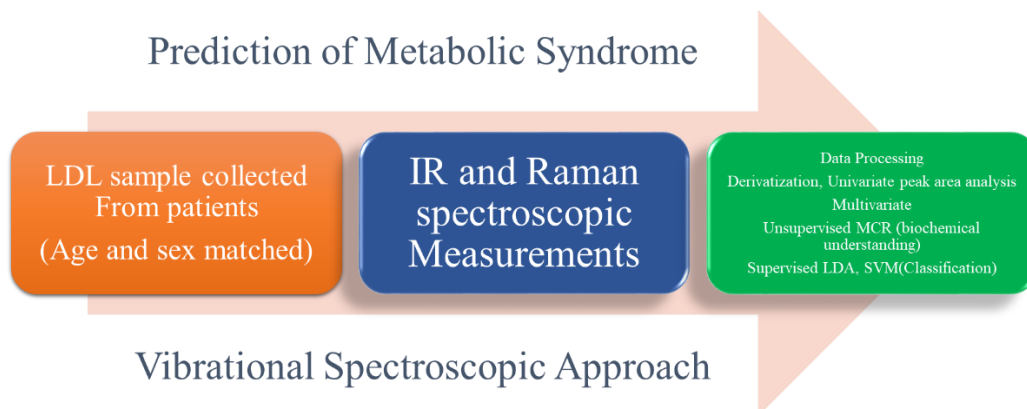 Prediction of Metabolic Syndrome
LDL sample collected
From patients
(Age and sex matched)
IR and Raman
spectroscopic
Measurements
Data Processing
Derivatization, Univariate peak area analysis
Multivariate
Unsupervised MCR (biochemical
understanding)
Supervised LDA, SVM(Classification)
Vibrational Spectroscopic Approach